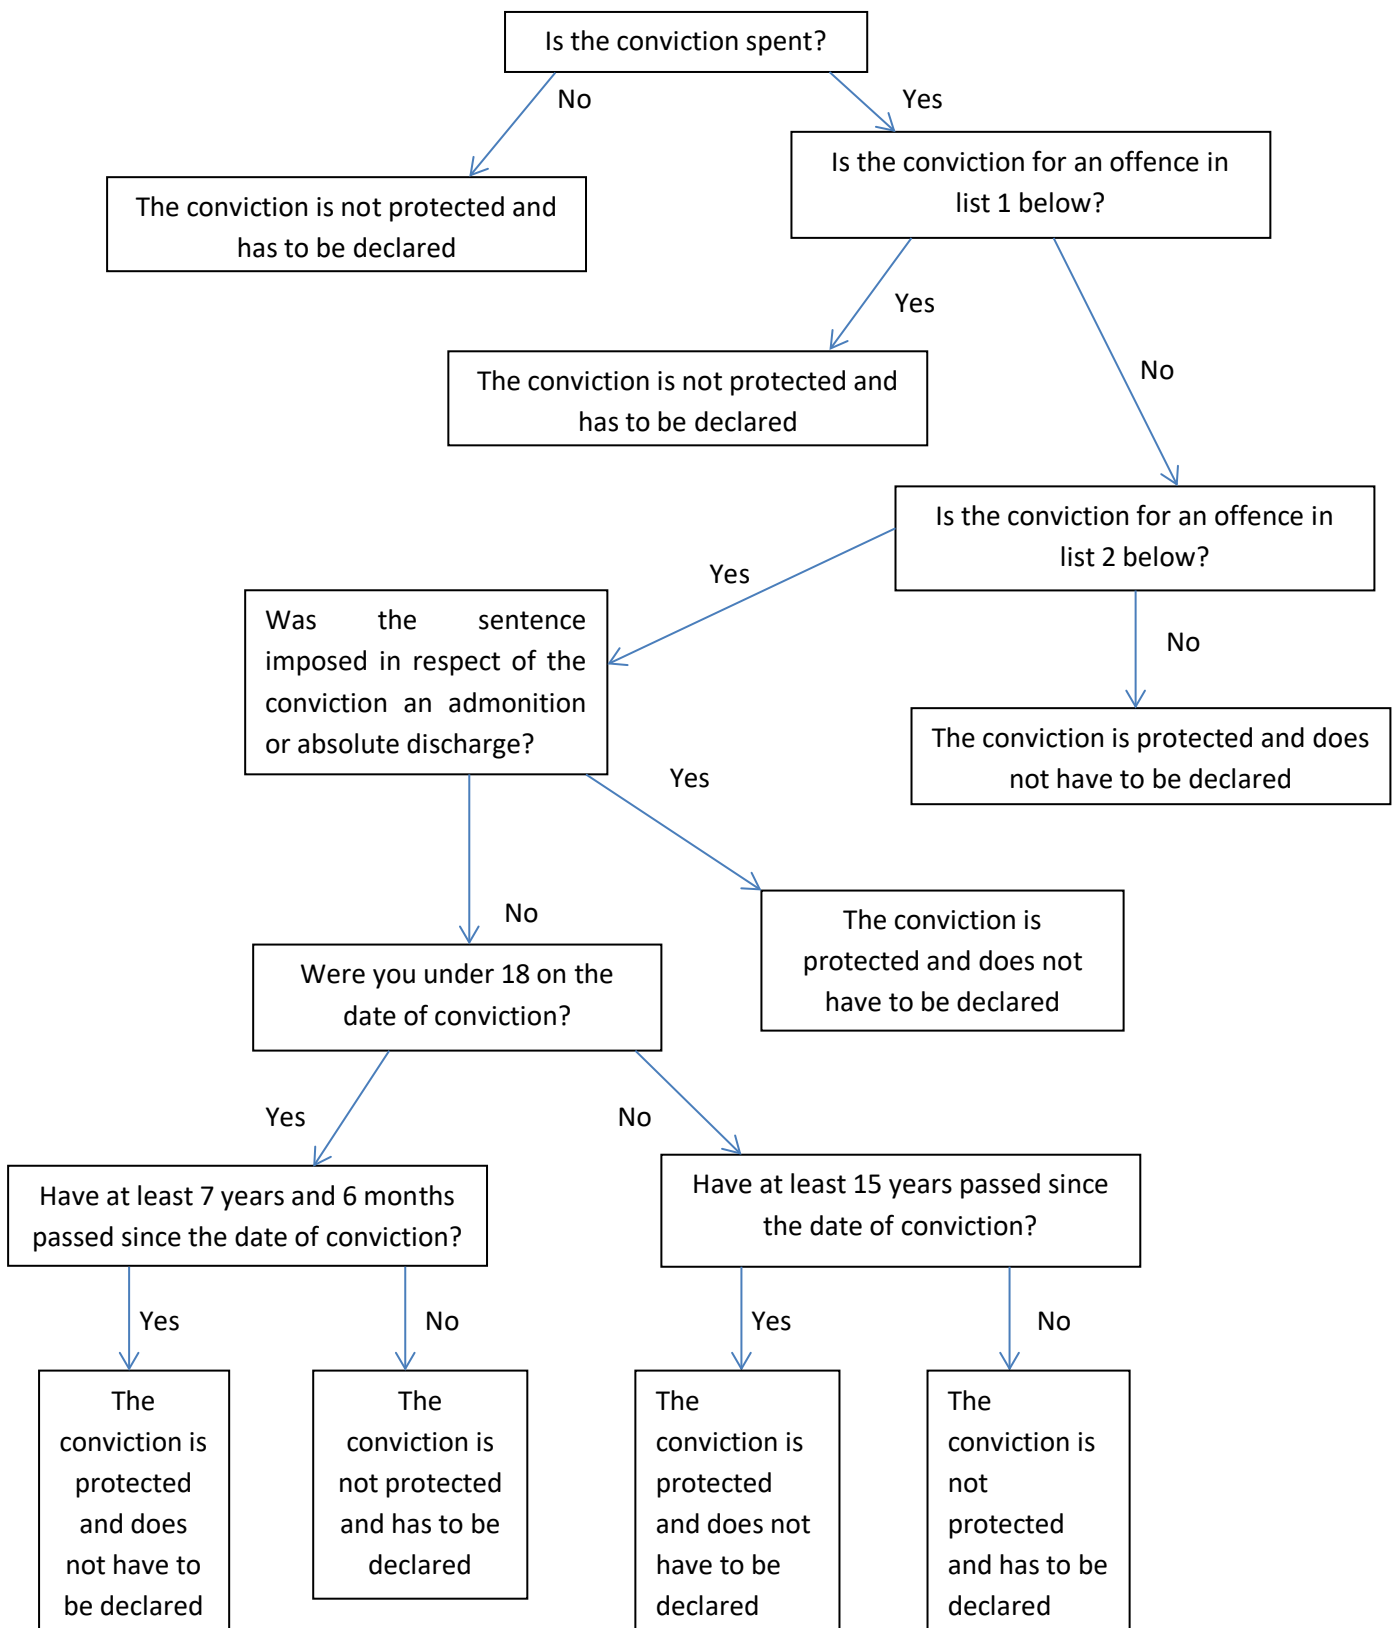 Is the conviction spent?
No
Yes
Is the conviction for an offence in
list 1 below?
The conviction is not protected and
has to be declared
Yes
No
The conviction is not protected and
has to be declared
Is the conviction for an offence in
list 2 below?
Yes
No
Was the sentence
imposed in respect of the
conviction an admonition
or absolute discharge?
The conviction is protected and does
not have to be declared
Yes
No
The conviction is
protected and does not
have to be declared
Were you under 18 on the
date of conviction?
Yes
No
Have at least 7 years and 6 months
passed since the date of conviction?
Have at least 15 years passed since
the date of conviction?
Yes
No
Yes
No
The
conviction is
protected
and does
not have to
be declared
The
conviction is
not protected
and has to be
declared
The
conviction is
protected
and does not
have to be
declared
The
conviction is
not
protected
and has to be
declared